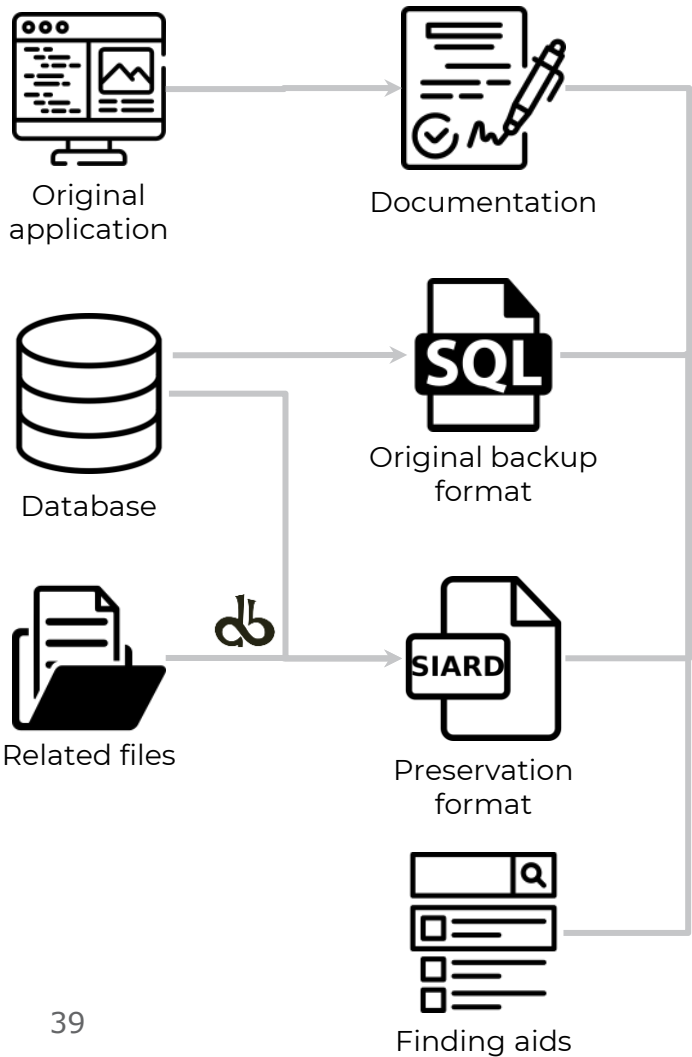 Original
application
Documentation
SQL
Original backup
format
Database
SIARD
Related files
Preservation
format
Finding aids
39